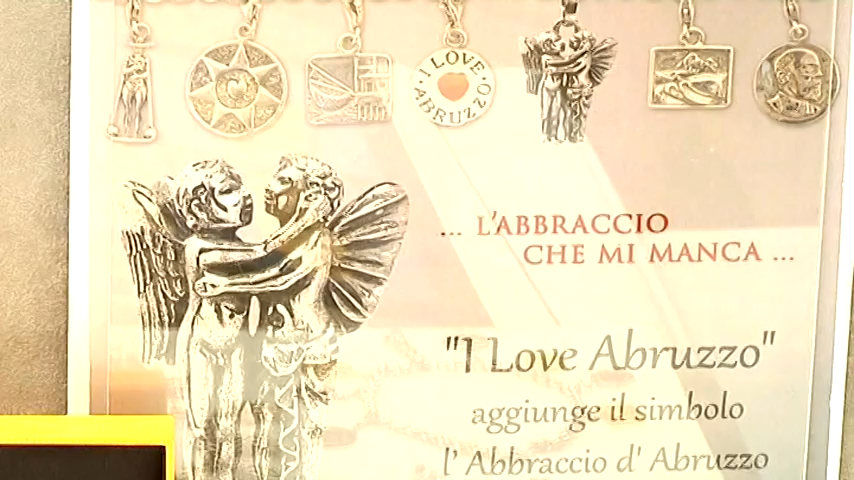 I LOVE
ABRUZZO
... L'ABBRACCIO
CHE MI MANCA ...
"I Love Abruzzo"
aggiunge il simbolo
l' Abbraccio d' Abruzzo